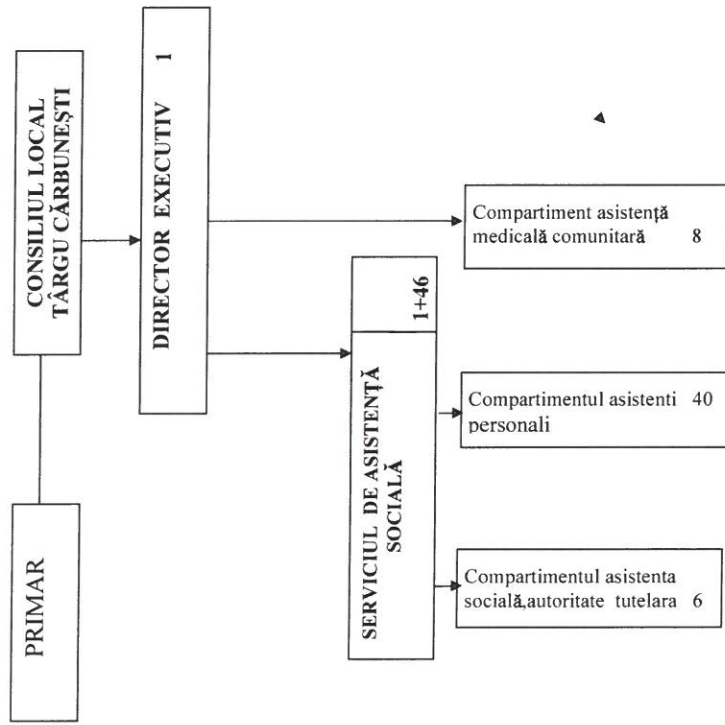 PRIMAR
CONSILIUL LOCAL
TÂRGU CĂRBUNEȘTI
DIRECTOR EXECUTIV 1
SERVICIUL DE ASISTENȚĂ
SOCIALĂ
1+46
Compartiment asistență
medicală comunitară 8
Compartimentul asistenti 40
personali
Compartimentul asistenta
socială,autoritate tutelara 6